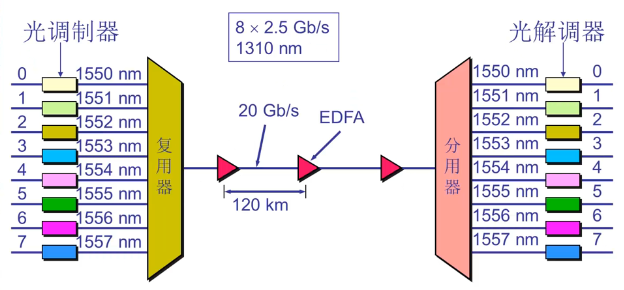 光调制器
8 × 2.5 Gb/s
1310 nm
光解调器
0 1550 nm
1 1551 nm
2 1552 nm
3 1553 nm
4 1554 nm
5 1555 nm
6 1556 nm
7 1557 nm
复用器
20 Gb/s
EDFA
120 km
分用器
1550 nm 0
1551 nm 1
1552 nm 2
1553 nm 3
1554 nm 4
1555 nm 5
1556 nm 6
1557 nm 7